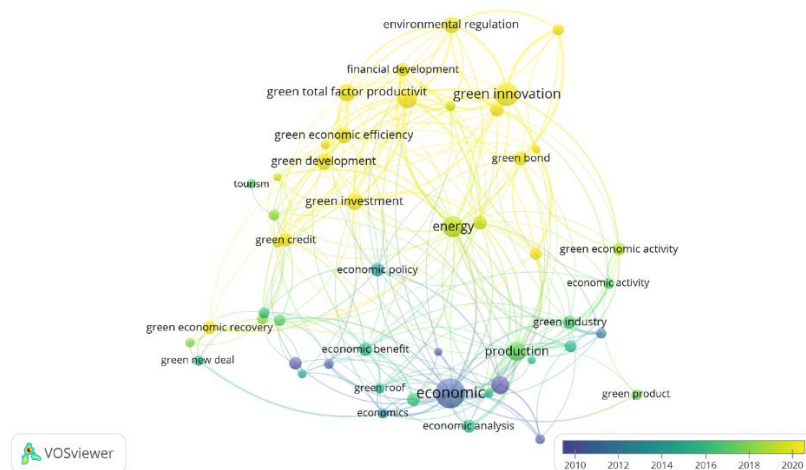 environmental regulation
financial development
green total factor productivit
green innovation
green economic efficiency
green development
green bond
tourism
green investment
energy
green credit
green economic activity
economic policy
economic activity
green economic recovery
green industry
economic benefit
production
green new deal
green roof
economic
green product
economics
economic analysis
VOSviewer
2010 2012 2014 2016 2018 2020